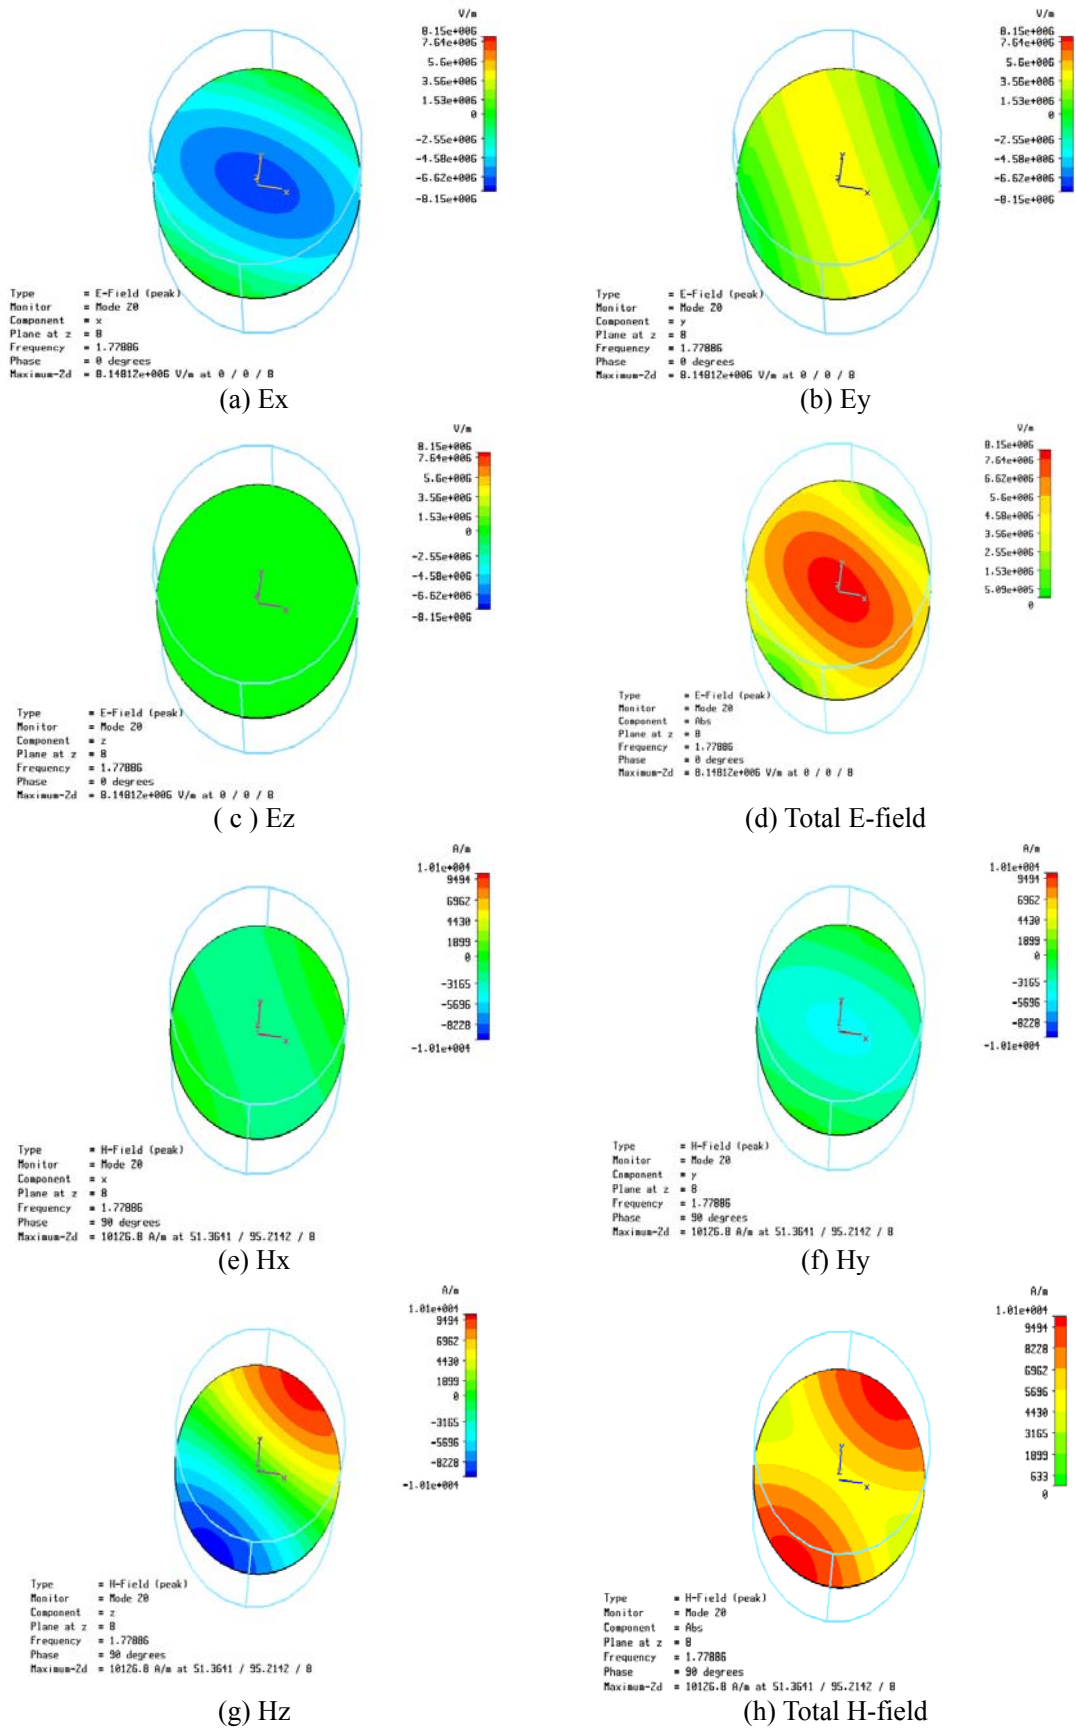 V/m
8.15e+006
7.64e+006
5.6e+006
3.56e+006
1.53e+006
0
-2.55e+006
-4.58e+006
-6.62e+006
-8.15e+006
Y
Z
x
Type = E-Field (peak)
Monitor = Mode 20
Component = x
Plane at z = 8
Frequency = 1.77886
Phase = 0 degrees
Maximum-2d = 8.14812e+006 V/m at 0 / 0 / 8
(a) Ex
V/m
8.15e+006
7.64e+006
5.6e+006
3.56e+006
1.53e+006
0
-2.55e+006
-4.58e+006
-6.62e+006
-8.15e+006
Y
Z
x
Type = E-Field (peak)
Monitor = Mode 20
Component = y
Plane at z = 8
Frequency = 1.77886
Phase = 0 degrees
Maximum-2d = 8.14812e+006 V/m at 0 / 0 / 8
(b) Ey
V/m
8.15e+006
7.64e+006
5.6e+006
3.56e+006
1.53e+006
0
-2.55e+006
-4.58e+006
-6.62e+006
-8.15e+006
Y
Z
x
Type = E-Field (peak)
Monitor = Mode 20
Component = z
Plane at z = 8
Frequency = 1.77886
Phase = 0 degrees
Maximum-2d = 8.14812e+006 V/m at 0 / 0 / 8
( c ) Ez
V/m
8.15e+006
7.64e+006
6.62e+006
5.6e+006
4.58e+006
3.56e+006
2.55e+006
1.53e+006
5.09e+006
0
Y
Z
x
Type = E-Field (peak)
Monitor = Mode 20
Component = Abs
Plane at z = 8
Frequency = 1.77886
Phase = 0 degrees
Maximum-2d = 8.14812e+006 V/m at 0 / 0 / 8
(d) Total E-field
A/m
1.01e+004
9494
6962
4430
1899
0
-3165
-5696
-8228
-1.01e+004
Y
Z
x
Type = H-Field (peak)
Monitor = Mode 20
Component = x
Plane at z = 8
Frequency = 1.77886
Phase = 90 degrees
Maximum-2d = 10126.8 A/m at 51.3641 / 95.2142 / 8
(e) Hx
A/m
1.01e+004
9494
6962
4430
1899
0
-3165
-5696
-8228
-1.01e+004
Y
Z
x
Type = H-Field (peak)
Monitor = Mode 20
Component = y
Plane at z = 8
Frequency = 1.77886
Phase = 90 degrees
Maximum-2d = 10126.8 A/m at 51.3641 / 95.2142 / 8
(f) Hy
A/m
1.01e+004
9494
6962
4430
1899
0
-3165
-5696
-8228
-1.01e+004
Y
Z
x
Type = H-Field (peak)
Monitor = Mode 20
Component = z
Plane at z = 8
Frequency = 1.77886
Phase = 90 degrees
Maximum-2d = 10126.8 A/m at 51.3641 / 95.2142 / 8
(g) Hz
A/m
1.01e+004
9494
8228
6962
5696
4430
3165
1899
633
0
Y
Z
x
Type = H-Field (peak)
Monitor = Mode 20
Component = Abs
Plane at z = 8
Frequency = 1.77886
Phase = 90 degrees
Maximum-2d = 10126.8 A/m at 51.3641 / 95.2142 / 8
(h) Total H-field